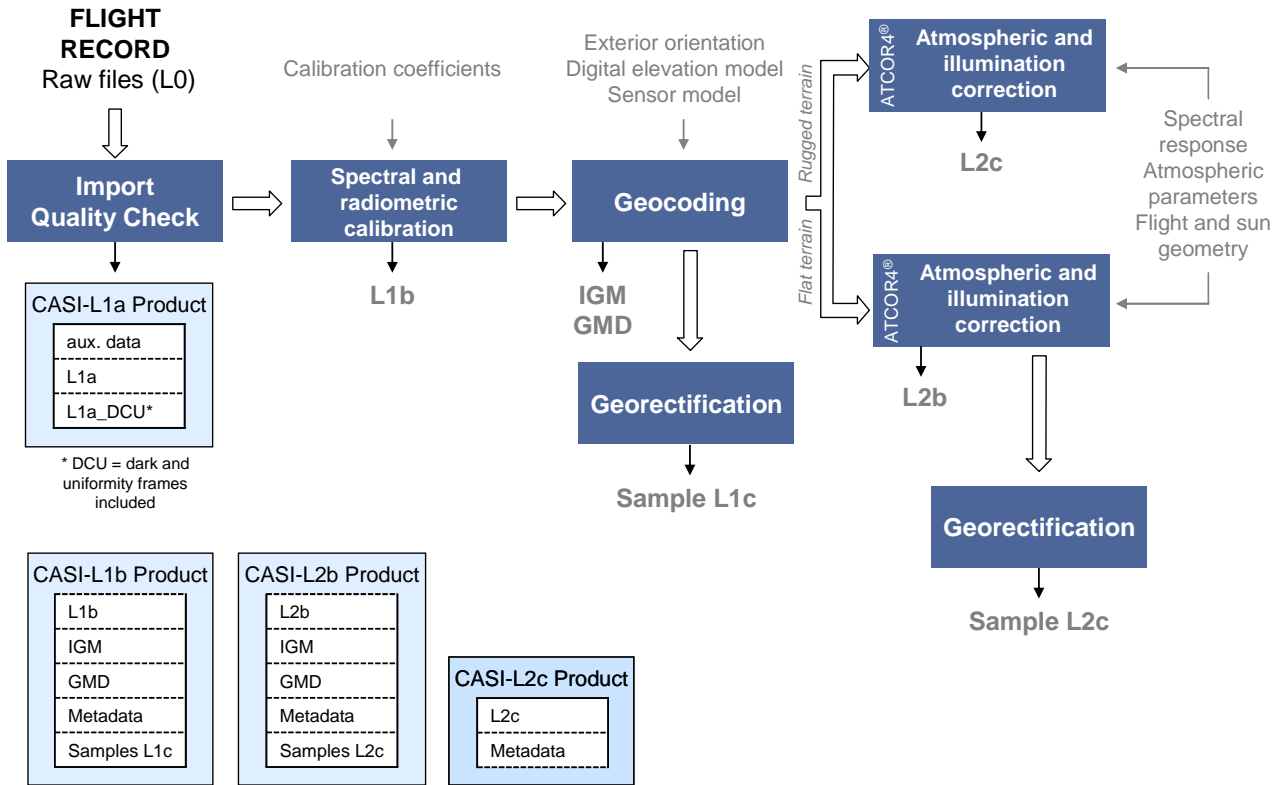 FLIGHT
RECORD
Raw files (L0)
Calibration coefficients
Exterior orientation
Digital elevation model
Sensor model
Import
Quality Check
Spectral and
radiometric
calibration
Geocoding
Rugged terrain
Flat terrain
ATCOR4®
Atmospheric and
illumination
correction
L2c
Spectral
response
Atmospheric
parameters
Flight and sun
geometry
ATCOR4®
Atmospheric and
illumination
correction
L2b
CASI-L1a Product
aux. data
L1a
L1a_DCU*
* DCU = dark and
uniformity frames
included
L1b
IGM
GMD
Georectification
Sample L1c
Georectification
Sample L2c
CASI-L1b Product
L1b
IGM
GMD
Metadata
Samples L1c
CASI-L2b Product
L2b
IGM
GMD
Metadata
Samples L2c
CASI-L2c Product
L2c
Metadata